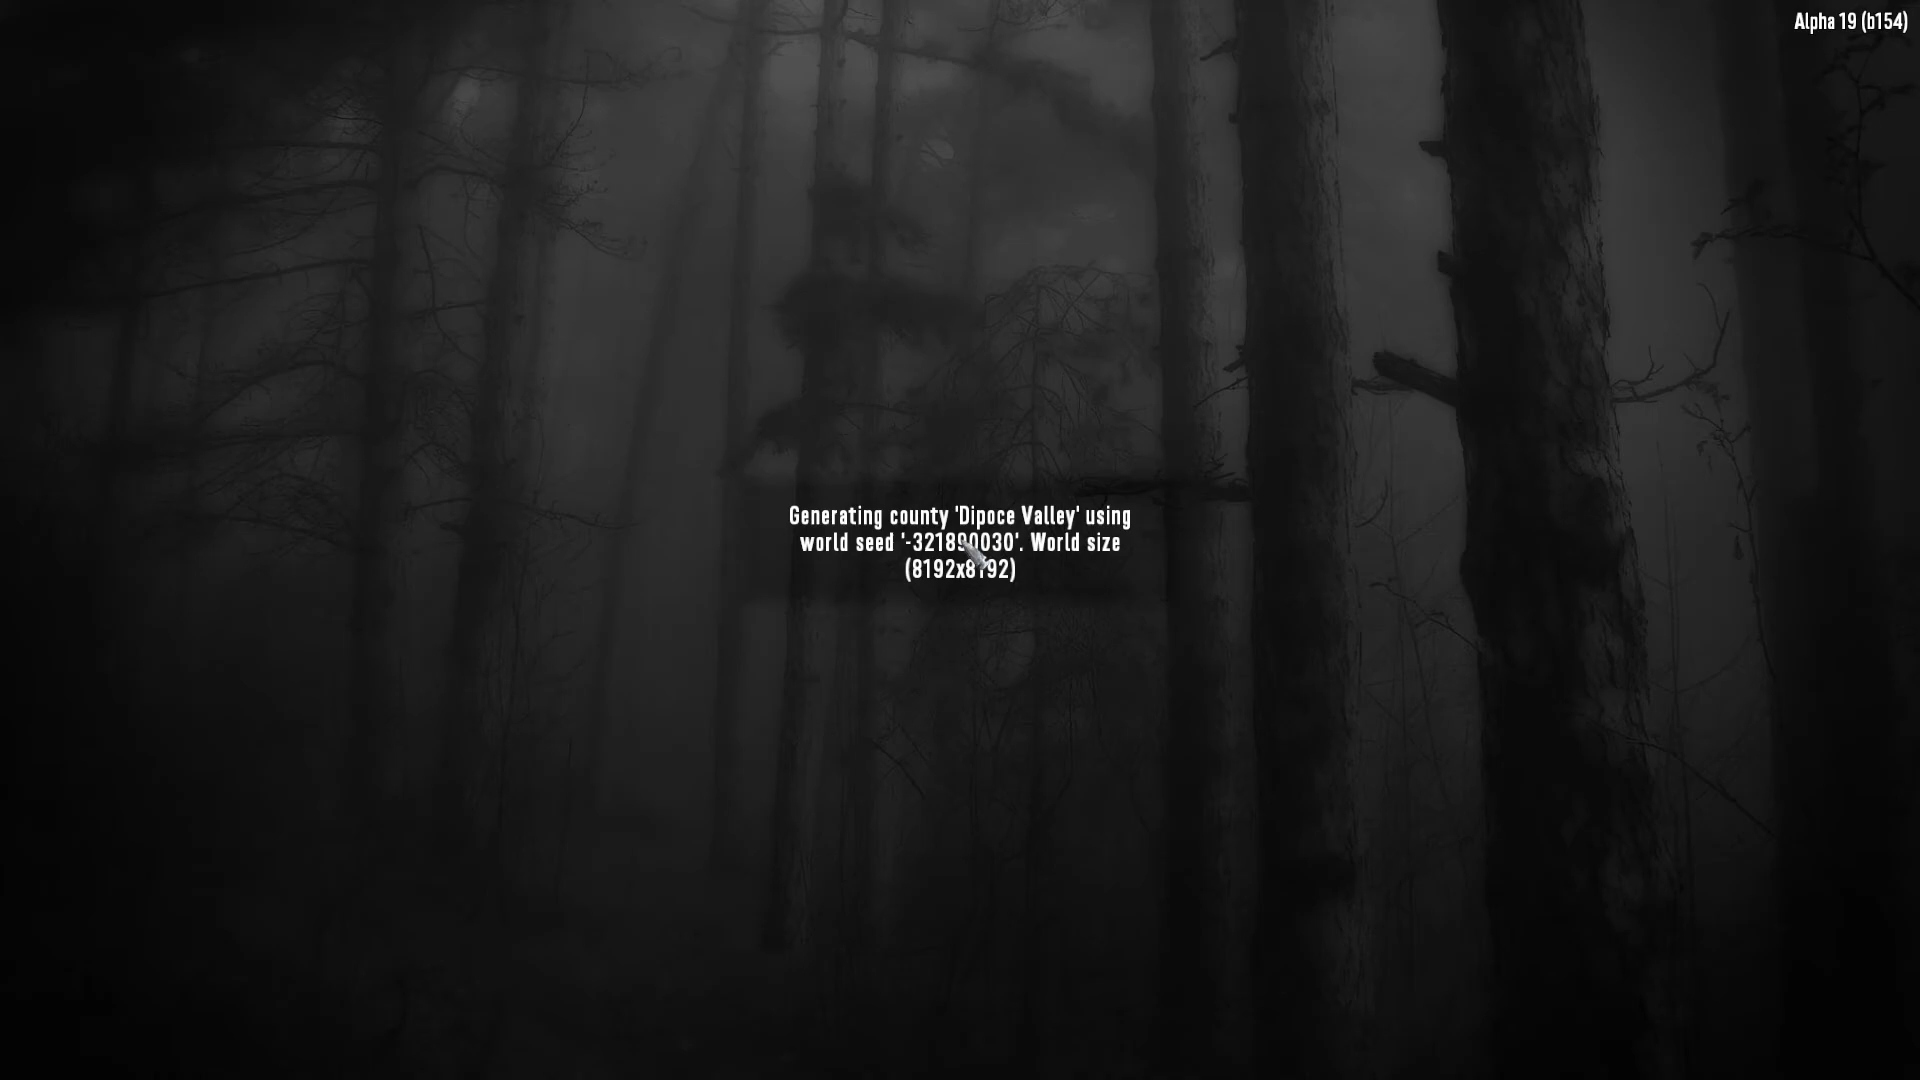 Alpha 19 (b154)
Generating county 'Dipoce Valley' using
world seed '-321890030'. World size
(8192x8192)